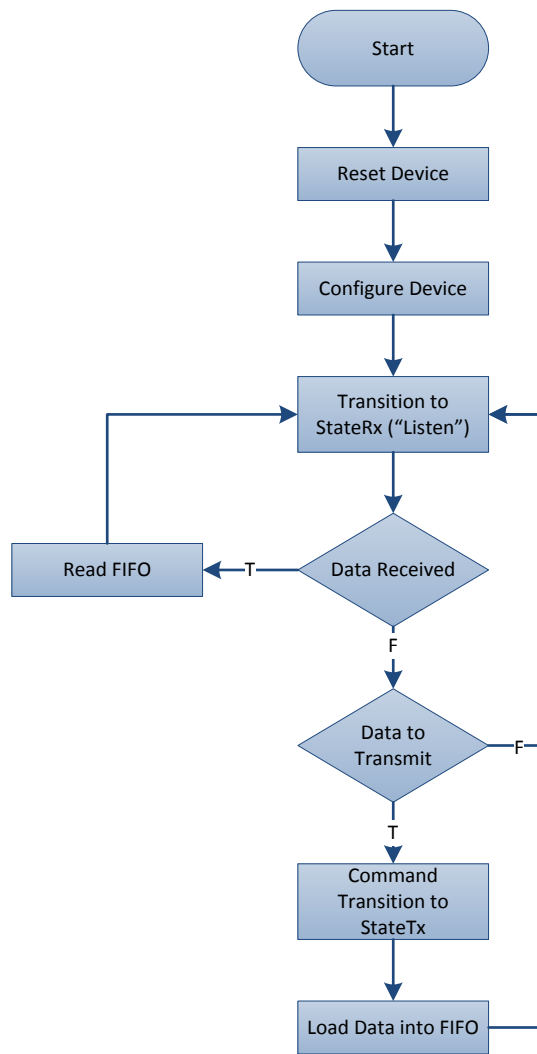 Start
Reset Device
Configure Device
Transition to
StateRx (“Listen”)
Read FIFO
T
Data Received
F
Data to
Transmit
F
T
Command
Transition to
StateTx
Load Data into FIFO